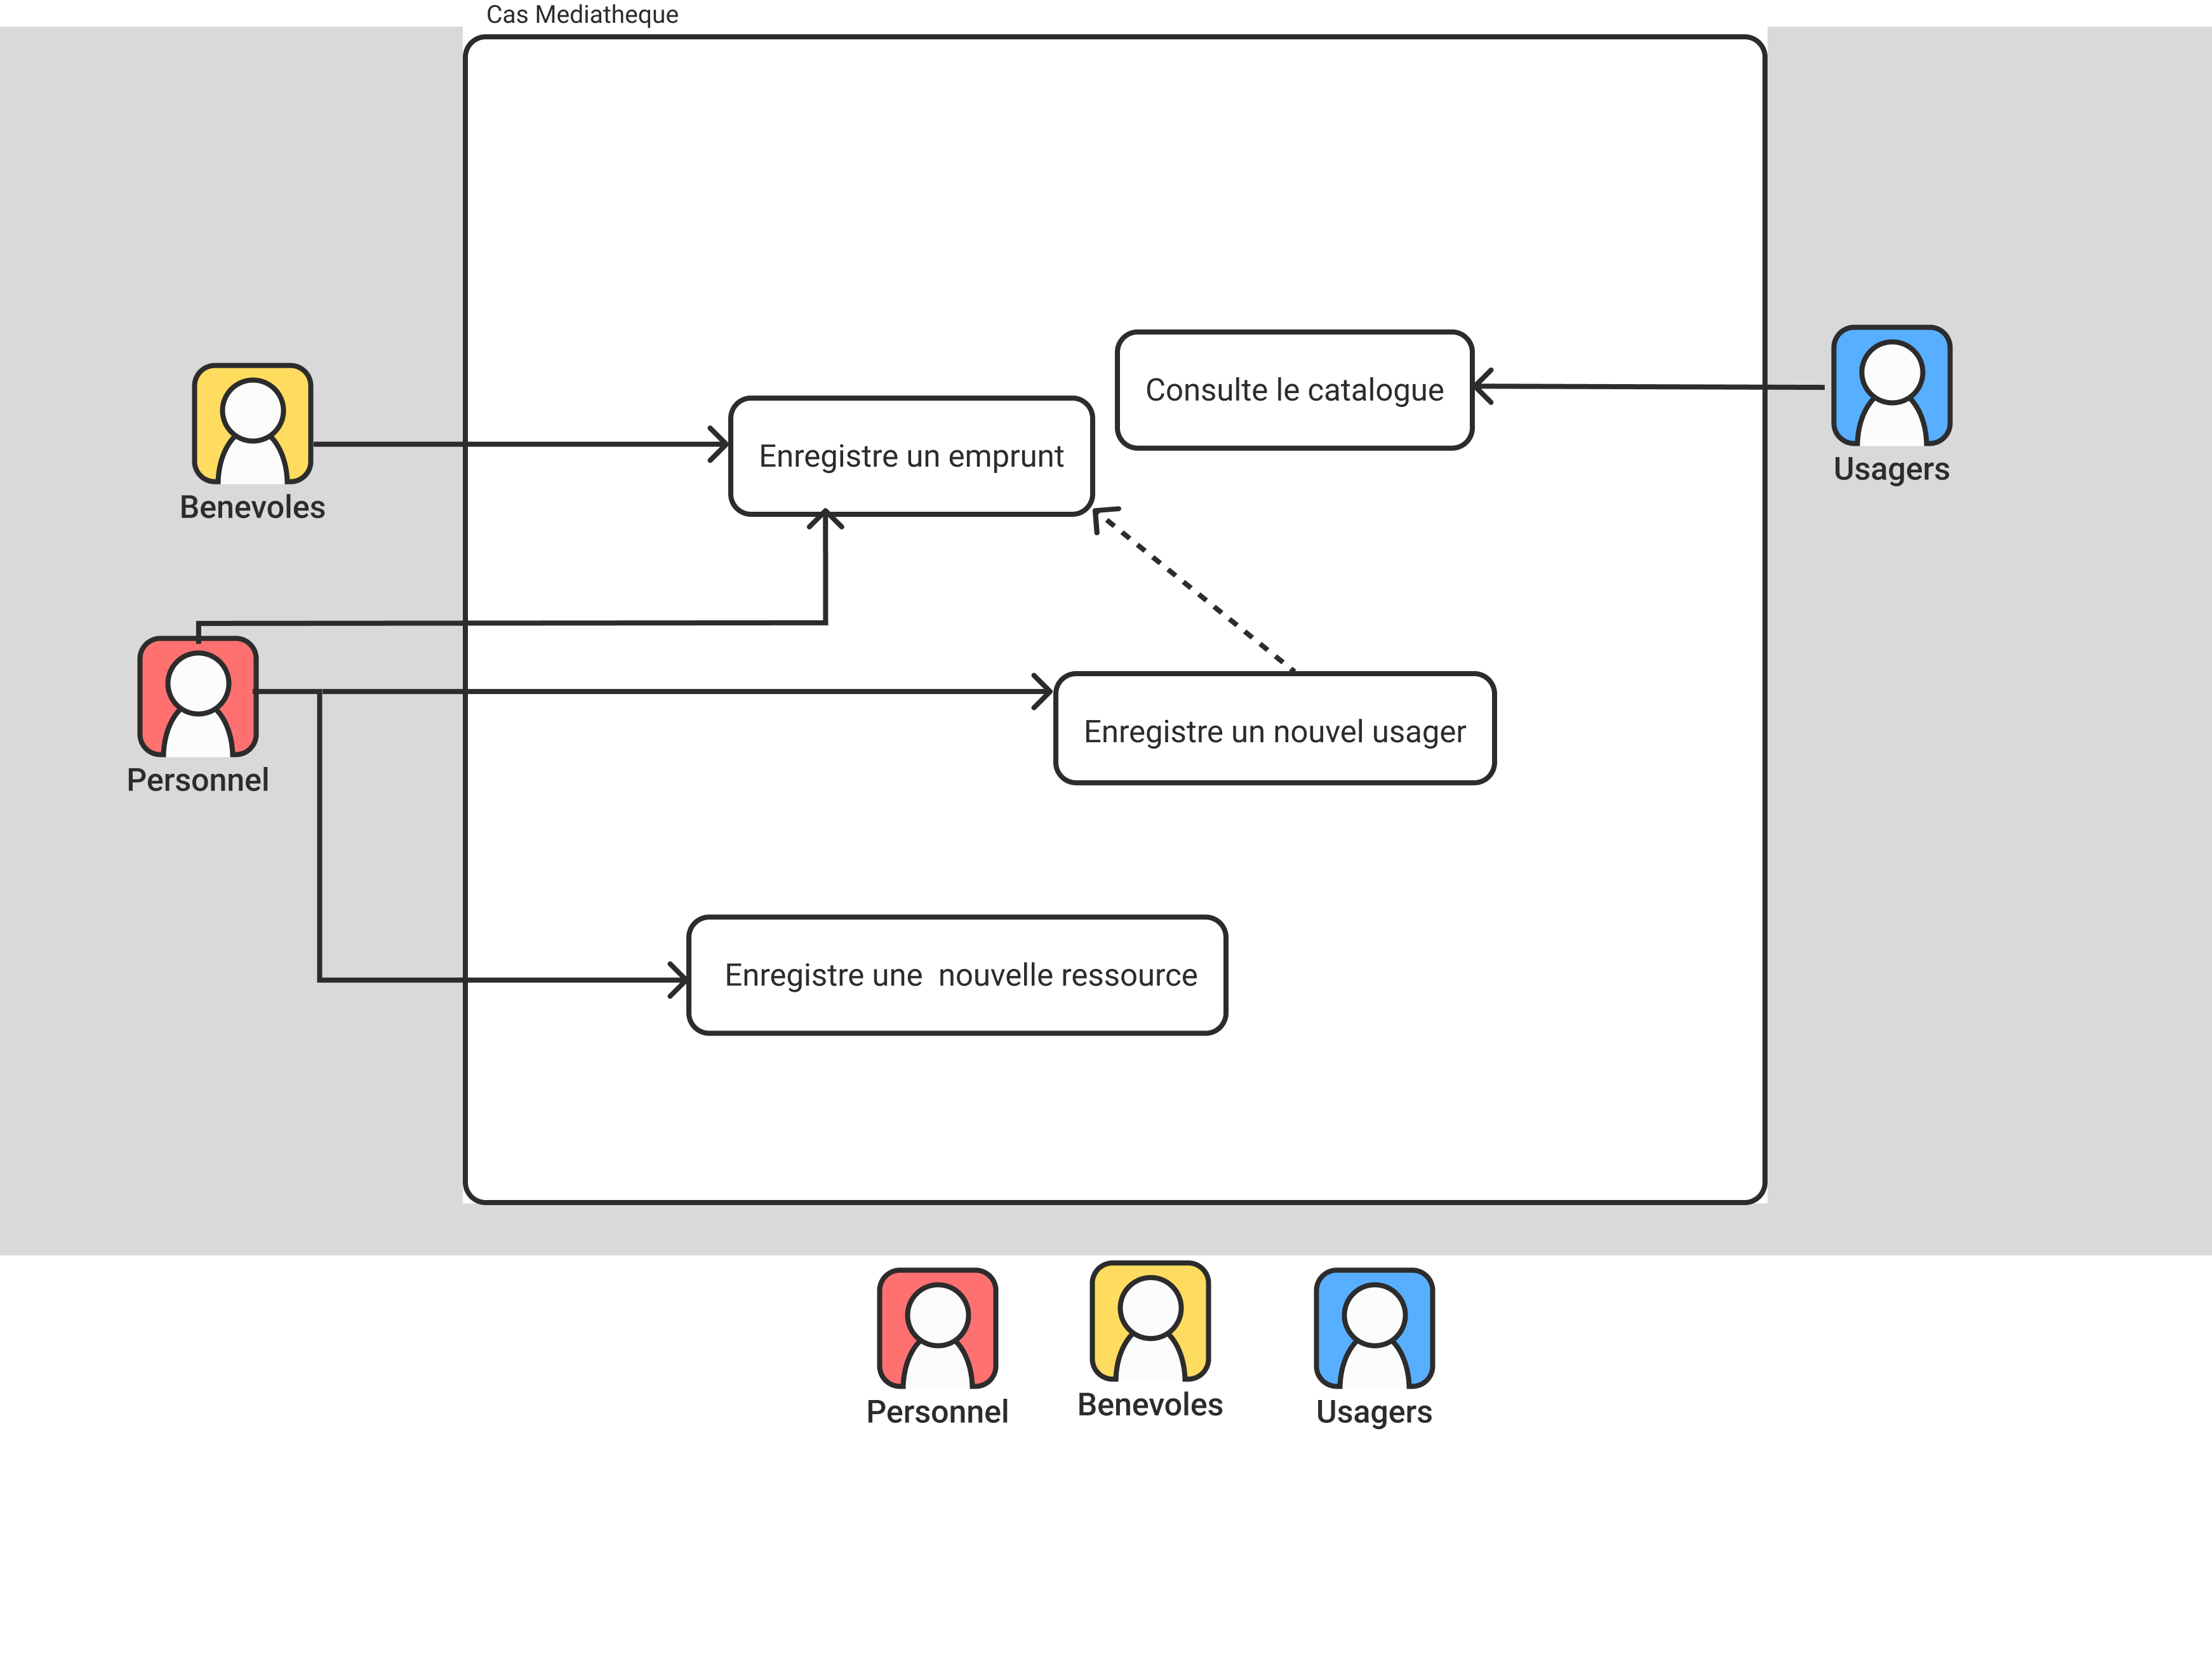 Cas Mediatheque
Consulte le catalogue
Enregistre un emprunt
Usagers
Benevoles
Enregistre un nouvel usager
Personnel
Enregistre une  nouvelle ressource
Personnel
Benevoles
Usagers